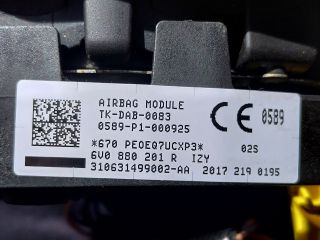 AIRBAG MODULE
TK-DAB-0083
0589-P1-000925
CE 0589
*670 PEOEQ7UCXP3* 02S
6V0 880 201 R IZY
310631499002-AA 2017 219 0195